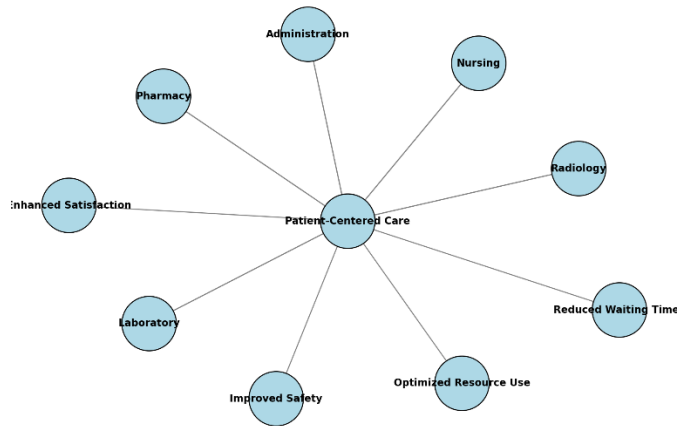 Administration
Nursing
Pharmacy
Radiology
Enhanced Satisfaction
Patient-Centered Care
Reduced Waiting Time
Laboratory
Optimized Resource Use
Improved Safety